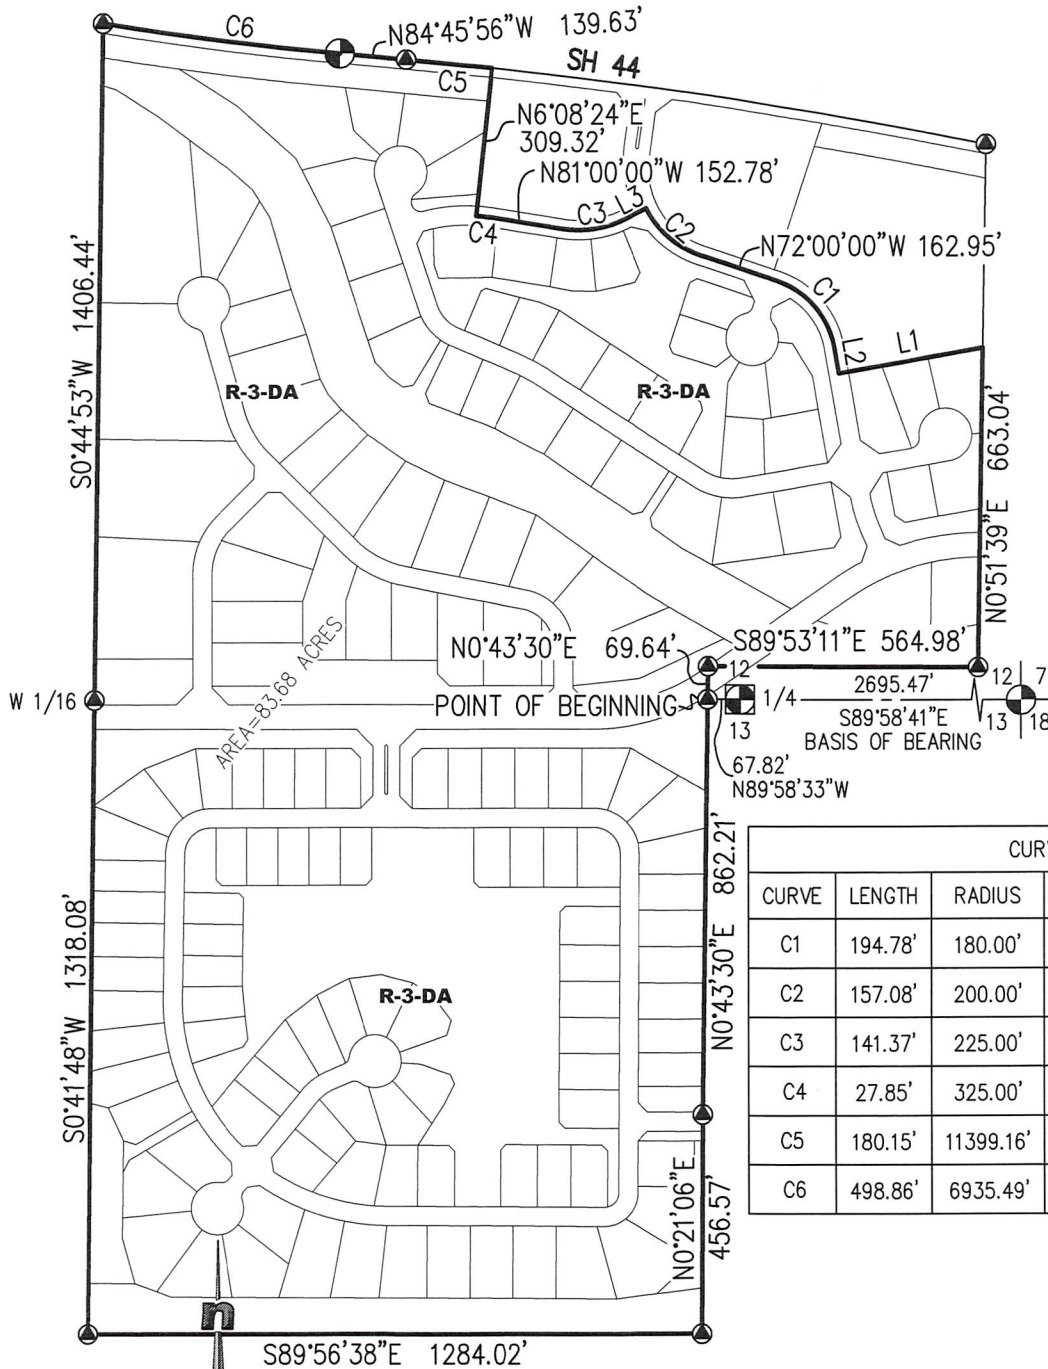 C6
N84°45'56"W 139.63'
SH 44
C5
N6°08'24"E
309.32'
N81°00'00"W 152.78'
C4
C3
L3
C2
N72°00'00"W 162.95'
C1
L2
L1
S0°44'53"W 1406.44'
R-3-DA
R-3-DA
N0°51'39"E 663.04'
N0°43'30"E 69.64'
S89°53'11"E 564.98'
W 1/16
POINT OF BEGINNING
12
1/4
13
2695.47'
S89°58'41"E
BASIS OF BEARING
12
7
13
18
67.82'
N89°58'33"W
AREA=83.68 ACRES
N0°43'30"E 862.21'
S0°41'48"W 1318.08'
R-3-DA
N0°21'06"E
456.57'
n
S89°56'38"E 1284.02'
CUR
CURVE LENGTH RADIUS
C1 194.78' 180.00'
C2 157.08' 200.00'
C3 141.37' 225.00'
C4 27.85' 325.00'
C5 180.15' 11399.16'
C6 498.86' 6935.49'